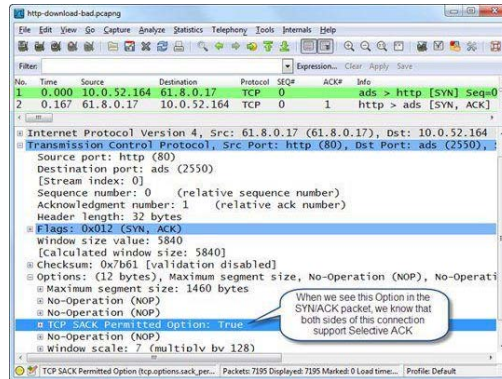 http-download-bad.pcapng
File Edit View Go Capture Analyze Statistics Telephony Tools Internals Help
Filter: Expression... Clear Apply Save
No. Time Source Destination Protocol SEQ# ACK# Info
1 0.000 10.0.52.164 61.8.0.17 TCP 0 ads > http [SYN] Seq=0
2 0.167 61.8.0.17 10.0.52.164 TCP 0 1 http > ads [SYN, ACK]
Internet Protocol Version 4, Src: 61.8.0.17 (61.8.0.17), Dst: 10.0.52.164
Transmission Control Protocol, Src Port: http (80), Dst Port: ads (2550),
Source port: http (80)
Destination port: ads (2550)
[Stream index: 0]
Sequence number: 0 (relative sequence number)
Acknowledgment number: 1 (relative ack number)
Header length: 32 bytes
Flags: 0x012 (SYN, ACK)
Window size value: 5840
[Calculated window size: 5840]
Checksum: 0x7b61 [validation disabled]
Options: (12 bytes), Maximum segment size, No-Operation (NOP), No-Operati
Maximum segment size: 1460 bytes
No-Operation (NOP)
No-Operation (NOP)
TCP SACK Permitted Option: True
No-Operation (NOP)
Window scale: 7 (multiply by 128)
When we see this Option in the
SYN/ACK packet, we know that
both sides of this connection
support Selective ACK
TCP SACK Permitted Option (tcp.options.sack_per... Packets: 7195 Displayed: 7195 Marked: 0 Load time:... Profile: Default